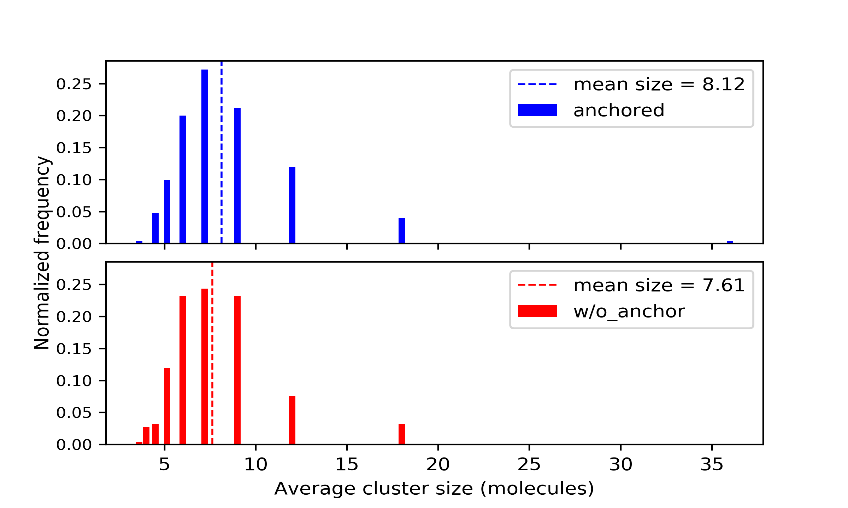 Normalized frequency
0.25
0.20
0.15
0.10
0.05
0.00
mean size = 8.12
anchored
0.25
0.20
0.15
0.10
0.05
0.00
mean size = 7.61
w/o_anchor
5 10 15 20 25 30 35
Average cluster size (molecules)